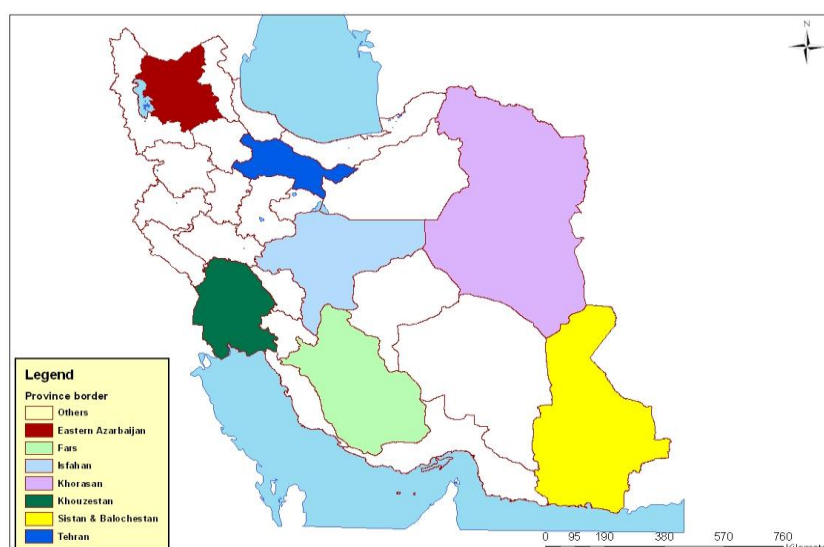 N
Legend
Province border
Others
Eastern Azarbaijan
Fars
Isfahan
Khorasan
Khouzestan
Sistan & Balochestan
Tehran
0 95 190 380 570 760